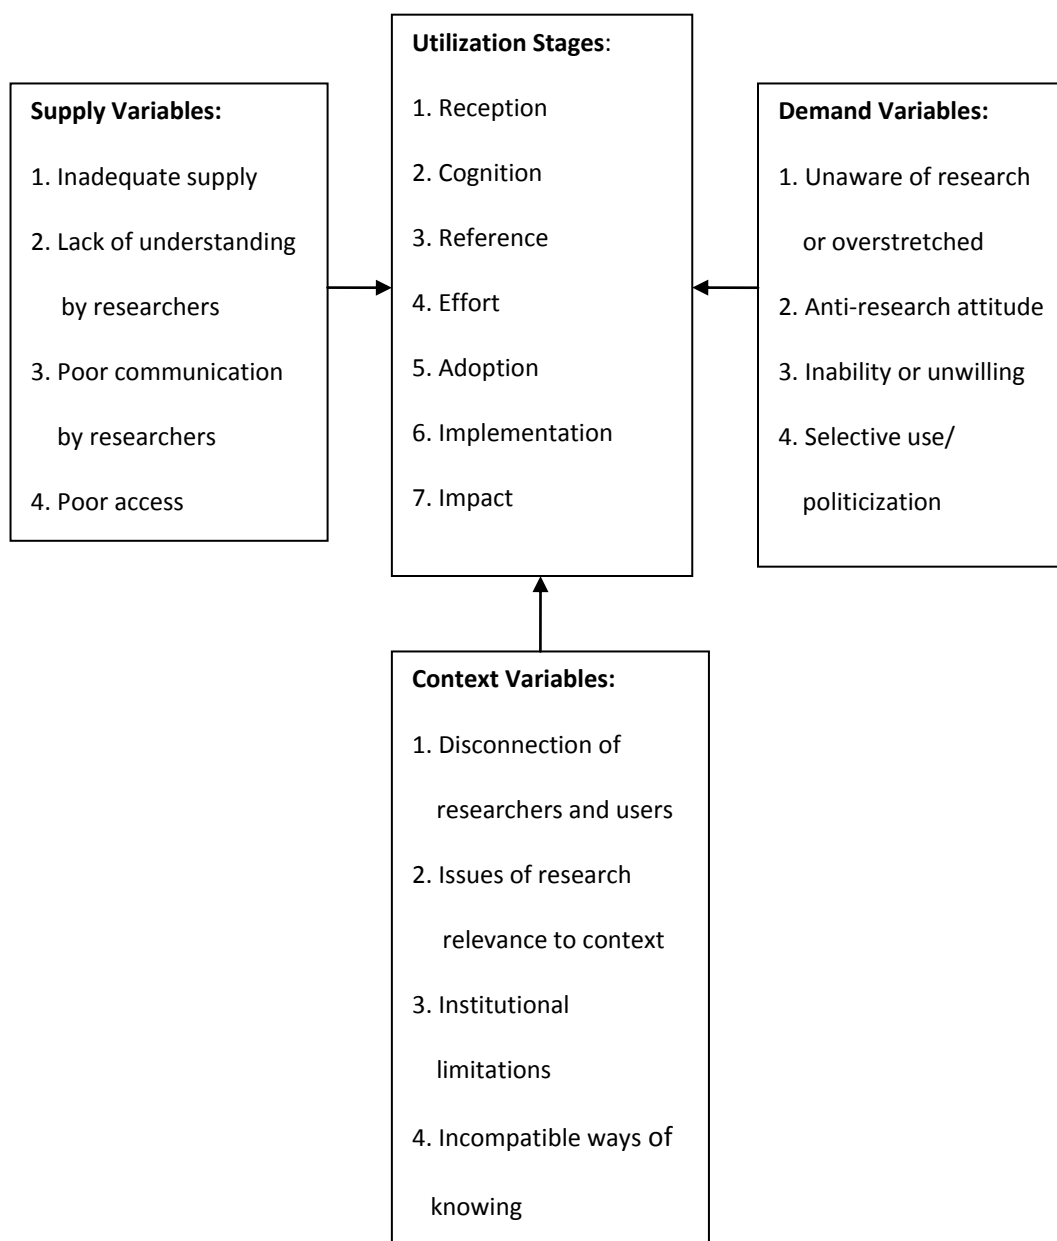 Utilization Stages:
1. Reception
2. Cognition
3. Reference
4. Effort
5. Adoption
6. Implementation
7. Impact
Supply Variables:
1. Inadequate supply
2. Lack of understanding
by researchers
3. Poor communication
by researchers
4. Poor access
Demand Variables:
1. Unaware of research
or overstretched
2. Anti-research attitude
3. Inability or unwilling
4. Selective use/
politicization
Context Variables:
1. Disconnection of
researchers and users
2. Issues of research
relevance to context
3. Institutional
limitations
4. Incompatible ways of
knowing